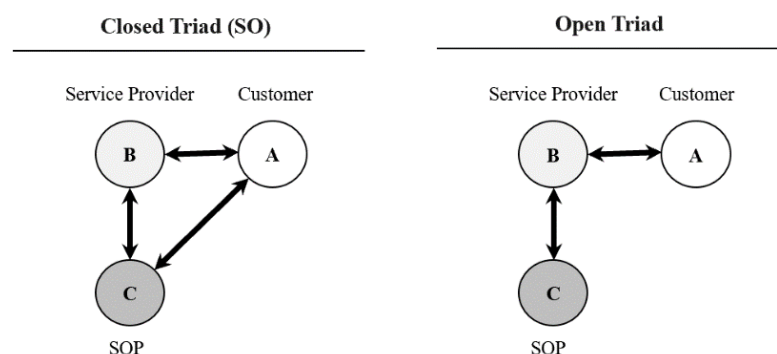 Closed Triad (SO)
Service Provider
Customer
B
A
C
SOP
Open Triad
Service Provider
Customer
B
A
C
SOP